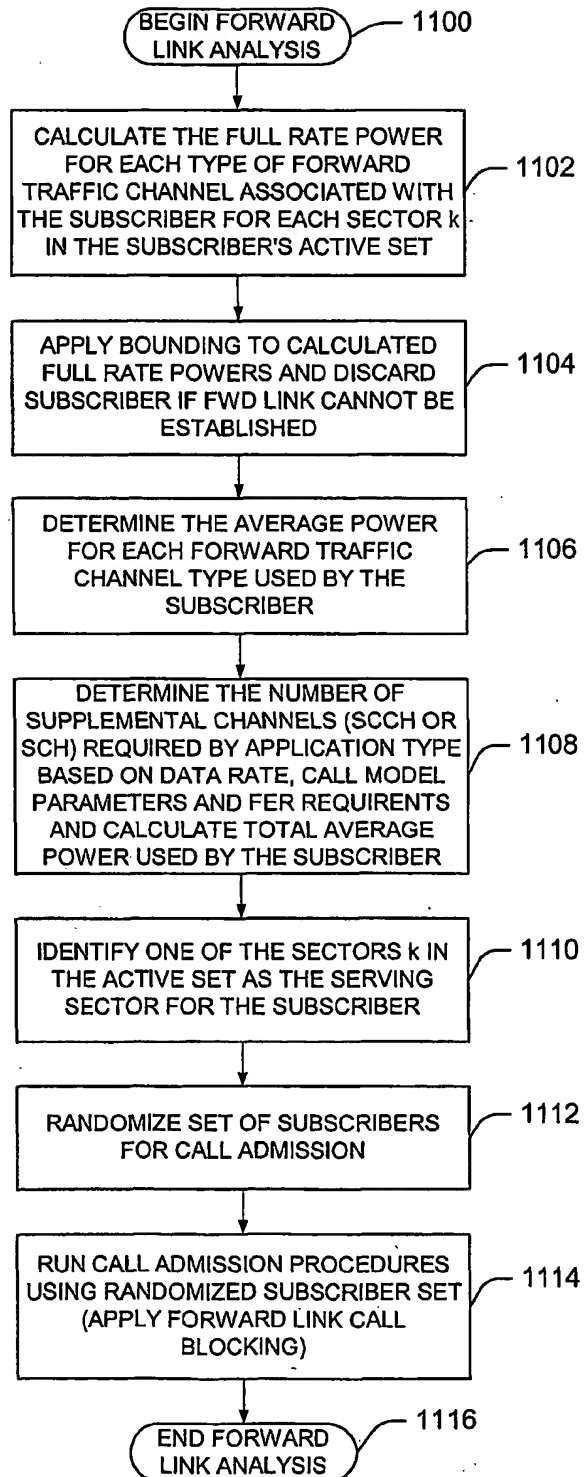 BEGIN FORWARD
LINK ANALYSIS
1100
CALCULATE THE FULL RATE POWER
FOR EACH TYPE OF FORWARD
TRAFFIC CHANNEL ASSOCIATED WITH
THE SUBSCRIBER FOR EACH SECTOR k
IN THE SUBSCRIBER'S ACTIVE SET
1102
APPLY BOUNDING TO CALCULATED
FULL RATE POWERS AND DISCARD
SUBSCRIBER IF FWD LINK CANNOT BE
ESTABLISHED
1104
DETERMINE THE AVERAGE POWER
FOR EACH FORWARD TRAFFIC
CHANNEL TYPE USED BY THE
SUBSCRIBER
1106
DETERMINE THE NUMBER OF
SUPPLEMENTAL CHANNELS (SCCH OR
SCH) REQUIRED BY APPLICATION TYPE
BASED ON DATA RATE, CALL MODEL
PARAMETERS AND FER REQUIRENTS
AND CALCULATE TOTAL AVERAGE
POWER USED BY THE SUBSCRIBER
1108
IDENTIFY ONE OF THE SECTORS k IN
THE ACTIVE SET AS THE SERVING
SECTOR FOR THE SUBSCRIBER
1110
RANDOMIZE SET OF SUBSCRIBERS
FOR CALL ADMISSION
1112
RUN CALL ADMISSION PROCEDURES
USING RANDOMIZED SUBSCRIBER SET
(APPLY FORWARD LINK CALL
BLOCKING)
1114
END FORWARD
LINK ANALYSIS
1116